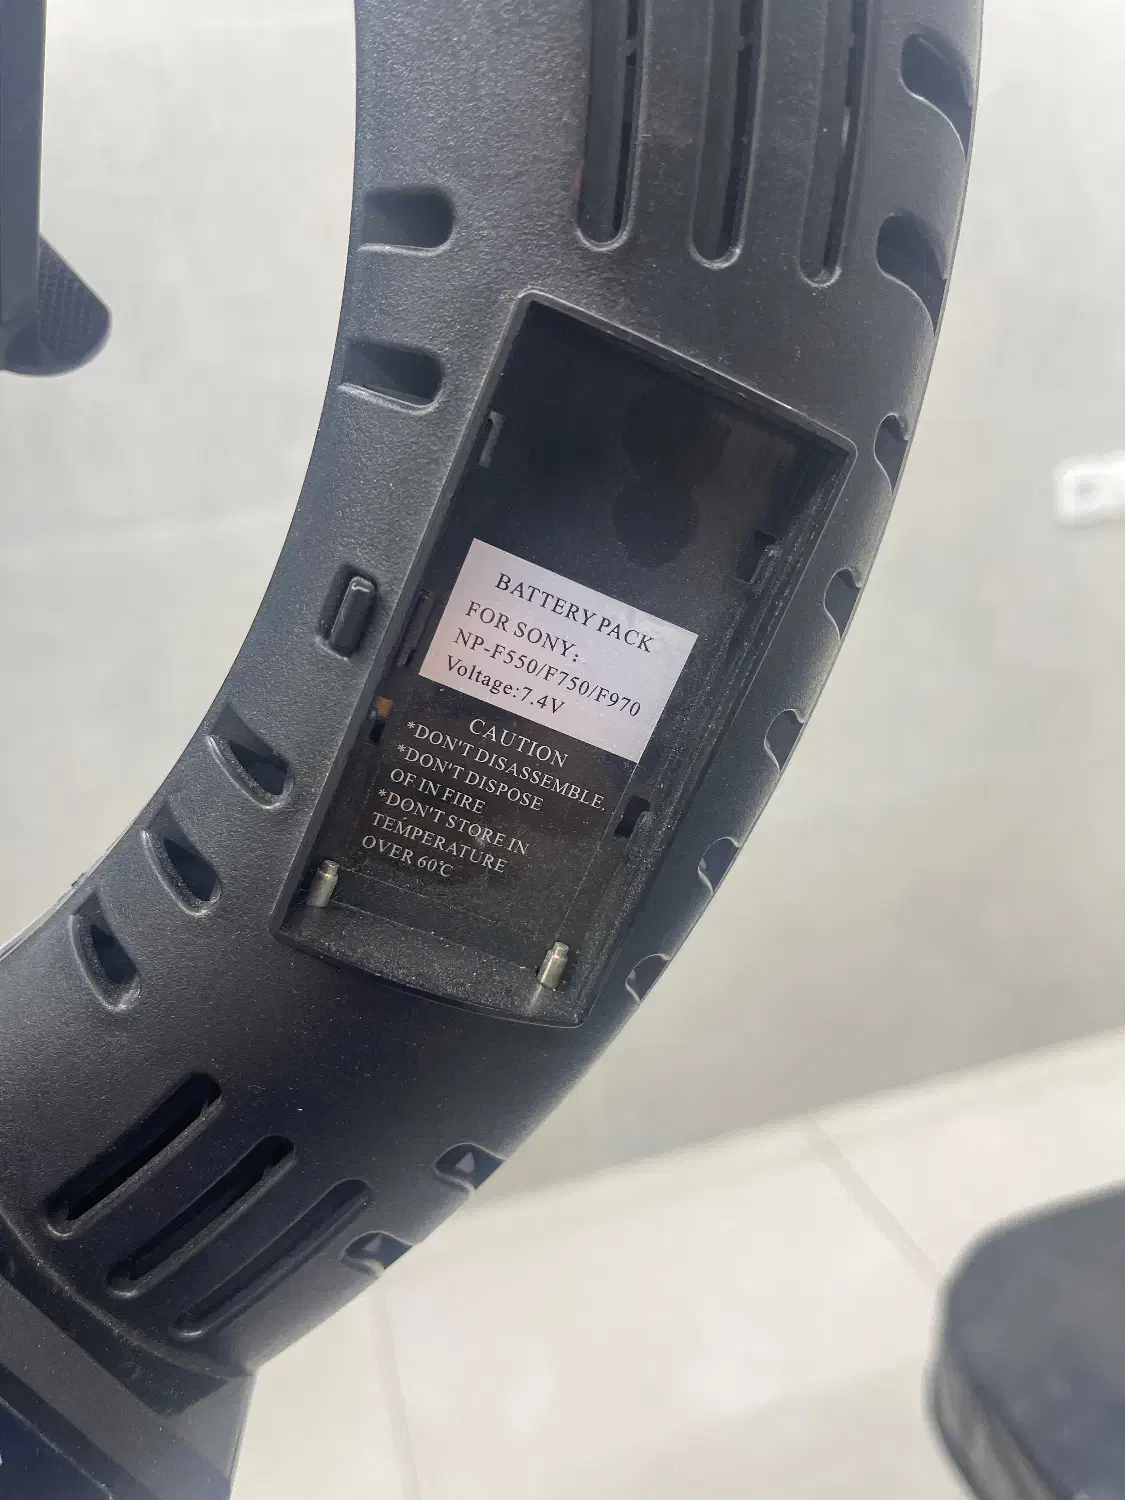 BATTERY PACK
FOR SONY:
NP-F550/F750/F970
Voltage:7.4V
CAUTION
*DON'T DISASSEMBLE.
*DON'T DISPOSE
OF IN FIRE
*DON'T STORE IN
TEMPERATURE
OVER 60℃